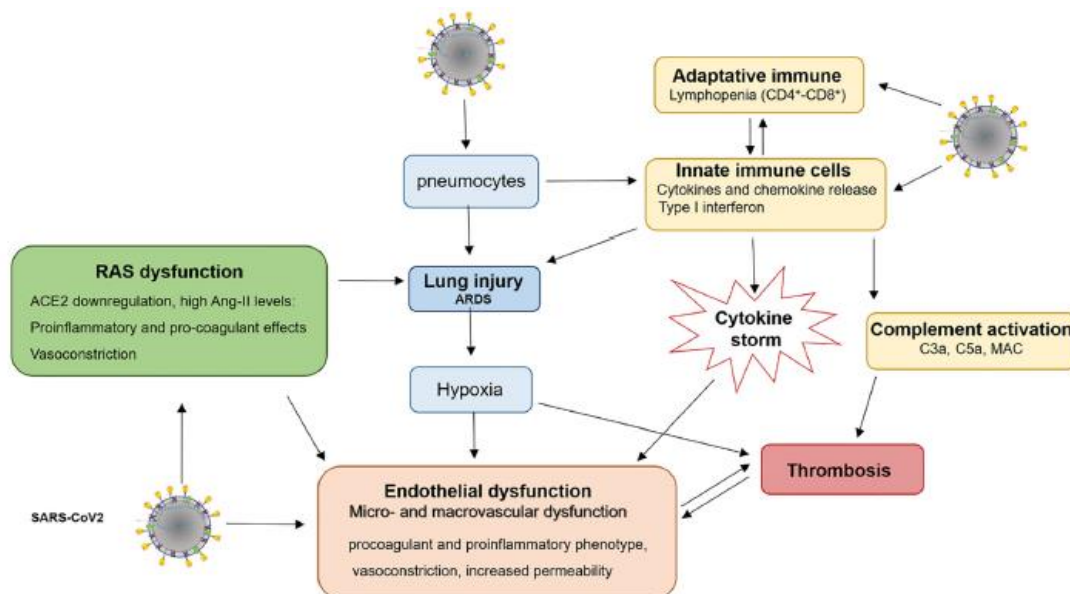 Adaptative immune
Lymphopenia (CD4⁺-CD8⁺)
pneumocytes
Innate immune cells
Cytokines and chemokine release
Type I interferon
RAS dysfunction
ACE2 downregulation, high Ang-II levels:
Proinflammatory and pro-coagulant effects
Vasoconstriction
Lung injury
ARDS
Cytokine
storm
Complement activation
C3a, C5a, MAC
Hypoxia
Thrombosis
Endothelial dysfunction
Micro- and macrovascular dysfunction
procoagulant and proinflammatory phenotype,
vasoconstriction, increased permeability
SARS-CoV2